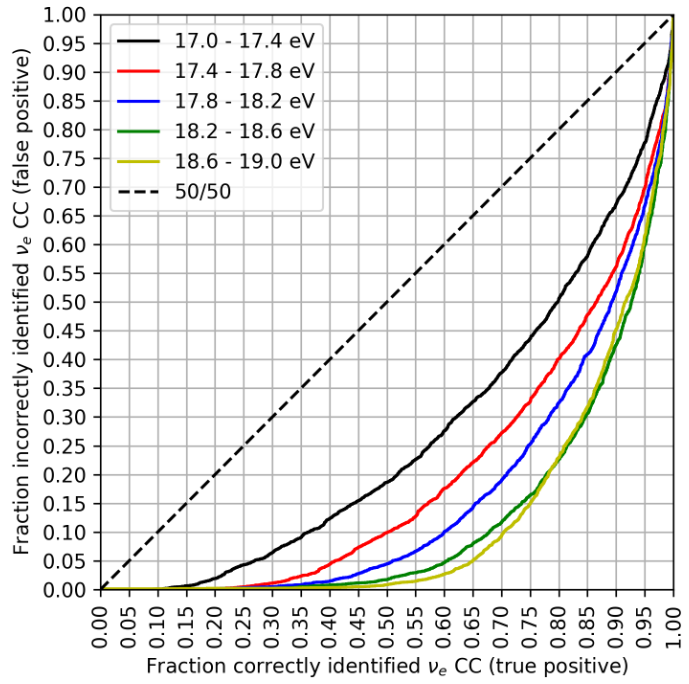 1.00
0.95
0.90
0.85
0.80
0.75
0.70
0.65
0.60
0.55
0.50
0.45
0.40
0.35
0.30
0.25
0.20
0.15
0.10
0.05
0.00
Fraction incorrectly identified νe CC (false positive)
17.0 - 17.4 eV
17.4 - 17.8 eV
17.8 - 18.2 eV
18.2 - 18.6 eV
18.6 - 19.0 eV
50/50
0.00 0.05 0.10 0.15 0.20 0.25 0.30 0.35 0.40 0.45 0.50 0.55 0.60 0.65 0.70 0.75 0.80 0.85 0.90 0.95 1.00
Fraction correctly identified νe CC (true positive)